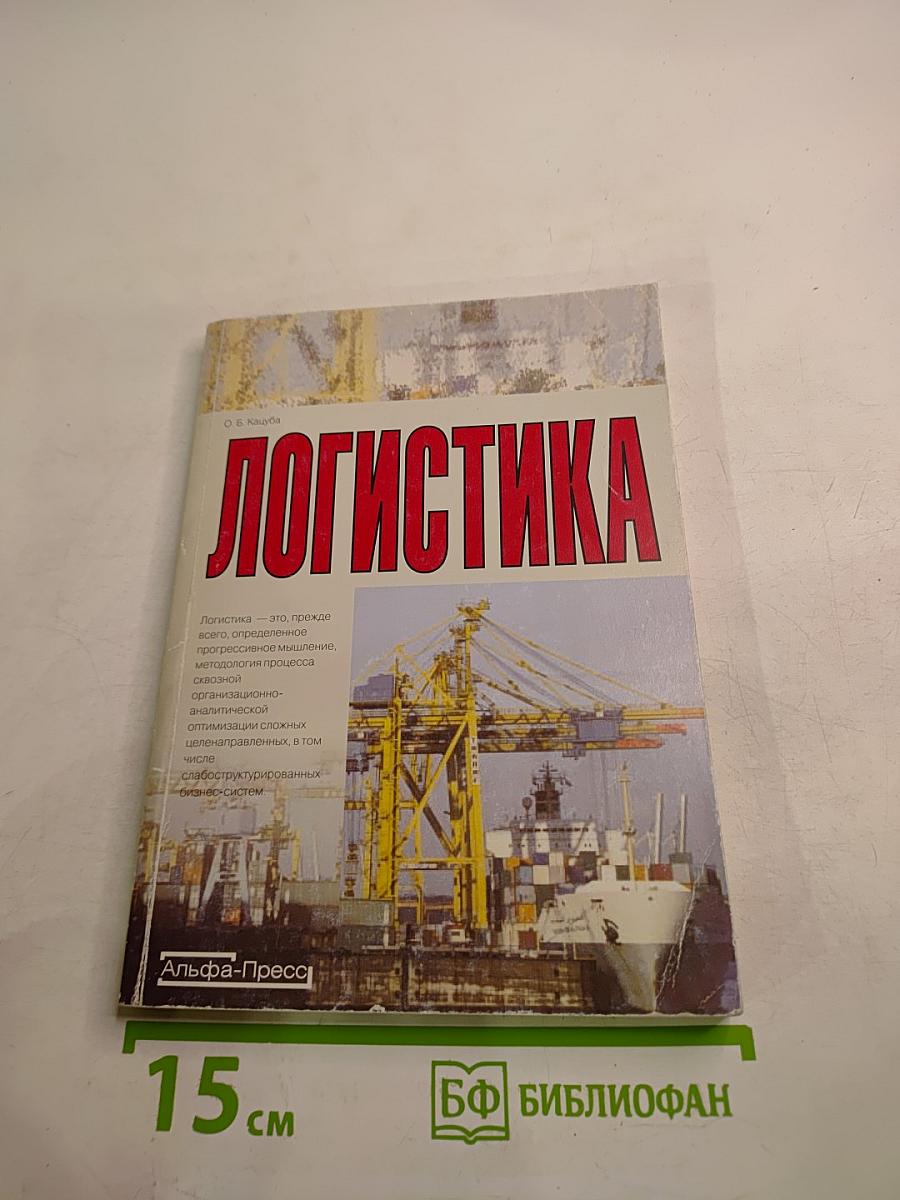 О. Б. Кацуба
ЛОГИСТИКА
Логистика — это, прежде
всего, определенное
прогрессивное мышление,
методология процесса
сквозной
организационно-
аналитической
оптимизации сложных
целенаправленных, в том
числе
слабоструктурированных
бизнес-систем
Альфа-Пресс
15 см
БФ БИБЛИОФАН